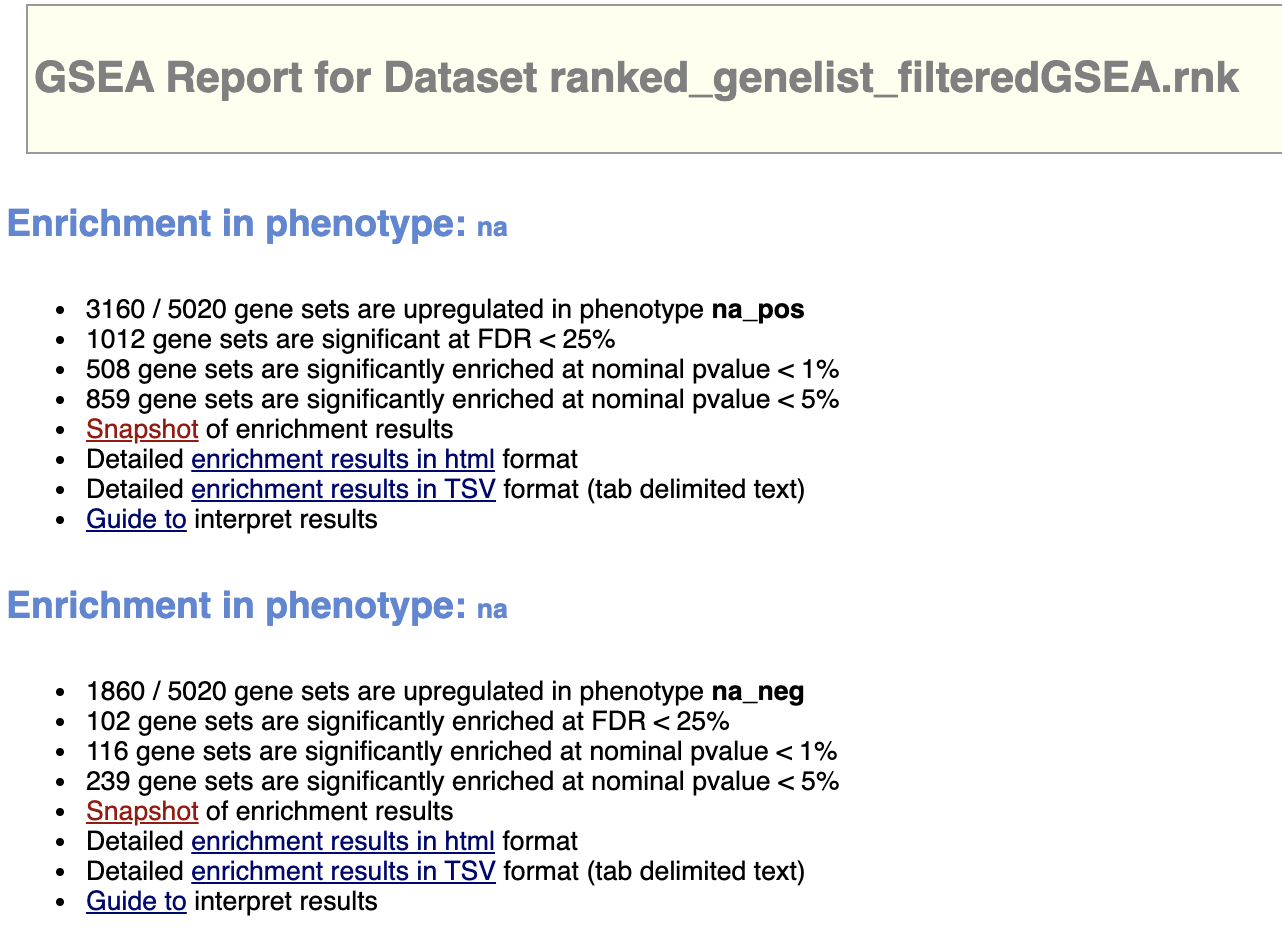 GSEA Report for Dataset ranked_genelist_filteredGSEA.rnk
Enrichment in phenotype: na
• 3160 / 5020 gene sets are upregulated in phenotype na_pos
• 1012 gene sets are significant at FDR < 25%
• 508 gene sets are significantly enriched at nominal pvalue < 1%
• 859 gene sets are significantly enriched at nominal pvalue < 5%
• Snapshot of enrichment results
• Detailed enrichment results in html format
• Detailed enrichment results in TSV format (tab delimited text)
• Guide to interpret results
Enrichment in phenotype: na
• 1860 / 5020 gene sets are upregulated in phenotype na_neg
• 102 gene sets are significantly enriched at FDR < 25%
• 116 gene sets are significantly enriched at nominal pvalue < 1%
• 239 gene sets are significantly enriched at nominal pvalue < 5%
• Snapshot of enrichment results
• Detailed enrichment results in html format
• Detailed enrichment results in TSV format (tab delimited text)
• Guide to interpret results